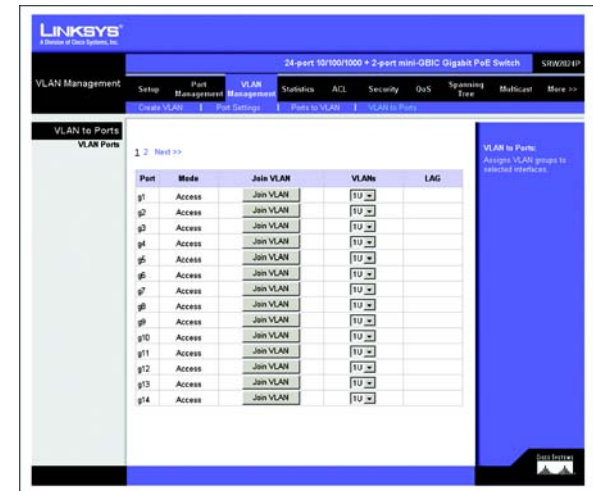 LINKSYS®
A Division of Cisco Systems, Inc.
24-port 10/100/1000 + 2-port mini-GBIC Gigabit PoE Switch
SRW2024P
VLAN Management
Setup
Port Management
VLAN Management
Statistics
ACL
Security
QoS
Spanning Tree
Multicast
More >>
Create VLAN | Port Settings | Ports to VLAN | VLAN to Ports
VLAN to Ports
VLAN Ports
1 2 Next >>
VLAN to Ports:
Assigns VLAN groups to
selected interfaces.
Port Mode Join VLAN VLANs LAG
g1 Access Join VLAN 1U
g2 Access Join VLAN 1U
g3 Access Join VLAN 1U
g4 Access Join VLAN 1U
g5 Access Join VLAN 1U
g6 Access Join VLAN 1U
g7 Access Join VLAN 1U
g8 Access Join VLAN 1U
g9 Access Join VLAN 1U
g10 Access Join VLAN 1U
g11 Access Join VLAN 1U
g12 Access Join VLAN 1U
g13 Access Join VLAN 1U
g14 Access Join VLAN 1U
CISCO SYSTEMS